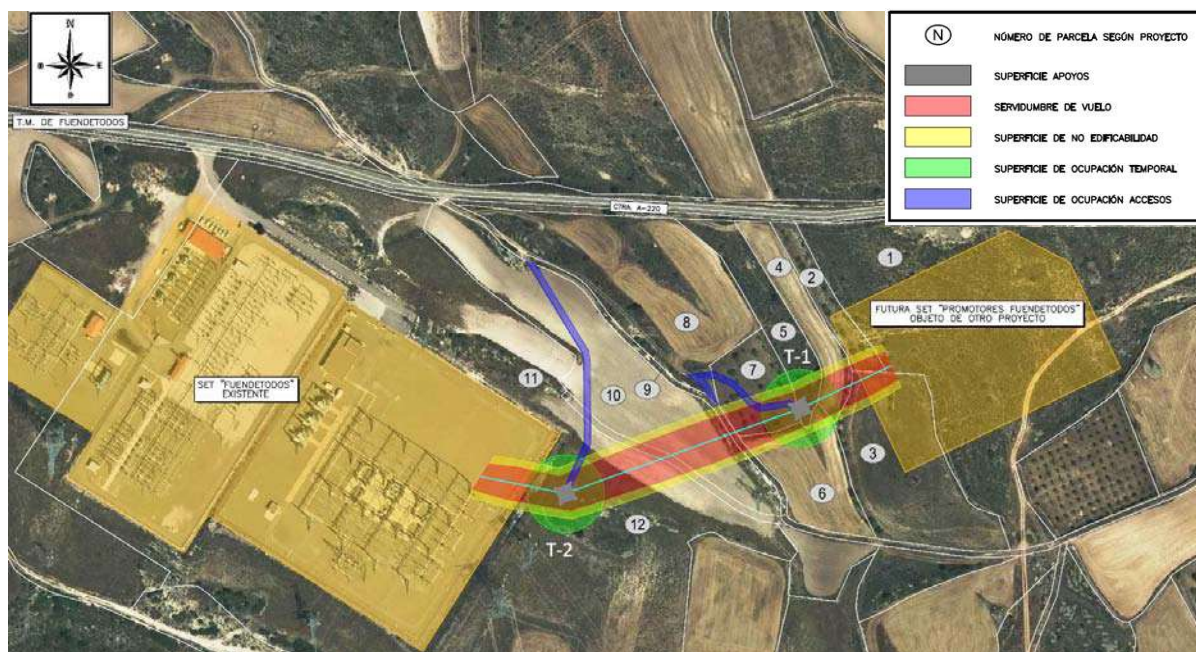 N
O
E
S
T.M. DE FUENDETODOS
CTRA. A-220
N
NÚMERO DE PARCELA SEGÚN PROYECTO
SUPERFICIE APOYOS
SERVIDUMBRE DE VUELO
SUPERFICIE DE NO EDIFICABILIDAD
SUPERFICIE DE OCUPACIÓN TEMPORAL
SUPERFICIE DE OCUPACIÓN ACCESOS
1
2
4
FUTURA SET "PROMOTORES FUENDETODOS"
OBJETO DE OTRO PROYECTO
8
5
T-1
7
SET "FUENDETODOS"
EXISTENTE
11
10
9
3
6
12
T-2